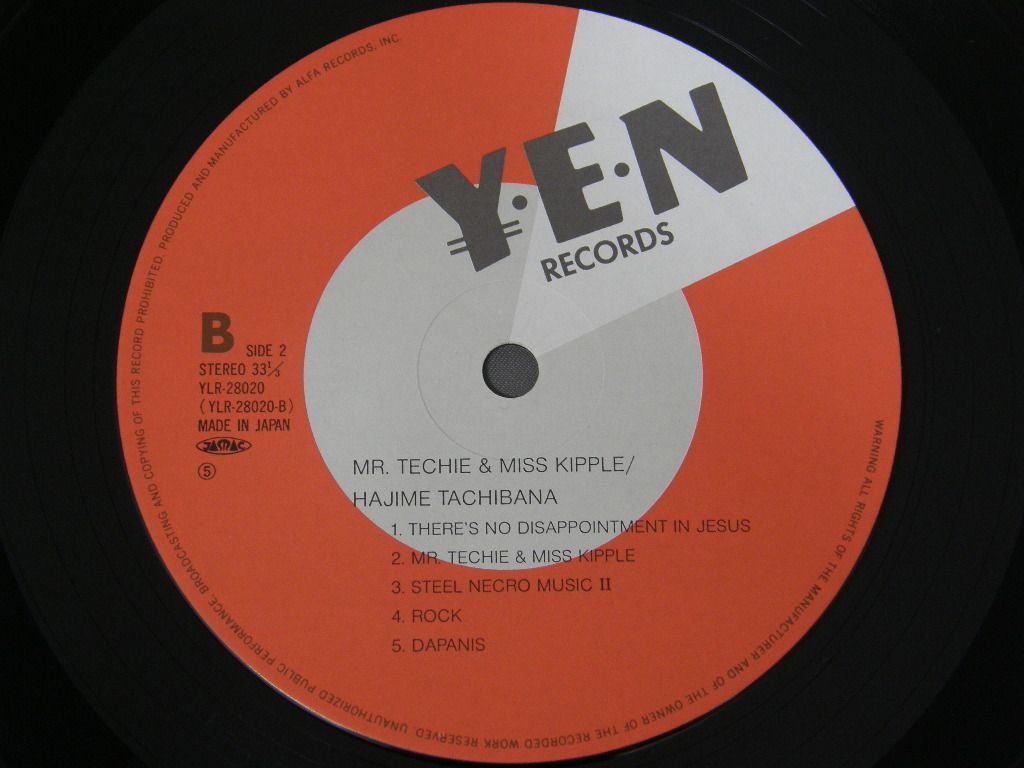 Y·E·N
RECORDS
B
SIDE 2
STEREO 33⅓
YLR-28020
(YLR-28020-B)
MADE IN JAPAN
JASRAC
⑤
MR. TECHIE & MISS KIPPLE/
HAJIME TACHIBANA
1. THERE'S NO DISAPPOINTMENT IN JESUS
2. MR. TECHIE & MISS KIPPLE
3. STEEL NECRO MUSIC II
4. ROCK
5. DAPANIS
WARNING ALL RIGHTS OF THE MANUFACTURER AND OF THE OWNER OF THE RECORDED WORK RESERVED. UNAUTHORIZED PUBLIC PERFORMANCE, BROADCASTING AND COPYING OF THIS RECORD PROHIBITED. PRODUCED AND MANUFACTURED BY ALFA RECORDS, INC.